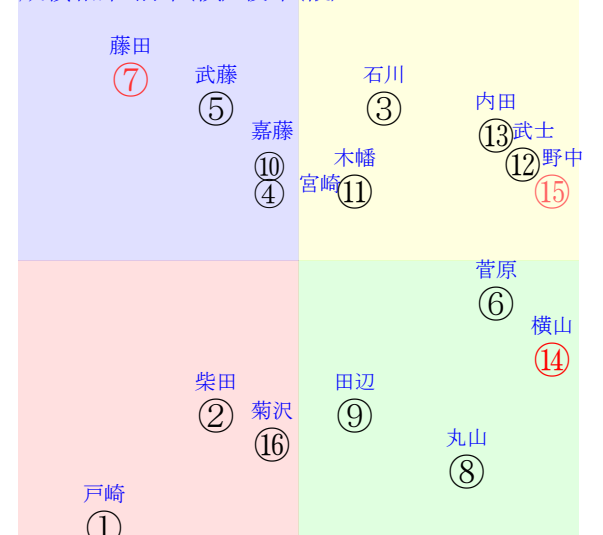 藤田
⑦
武藤
⑤
石川
③
内田
⑬
嘉藤
⑩
④
宮崎
木幡
⑪
武士
⑫
野中
⑮
菅原
⑥
横山
⑭
柴田
②
菊沢
⑯
田辺
⑨
丸山
⑧
戸崎
①